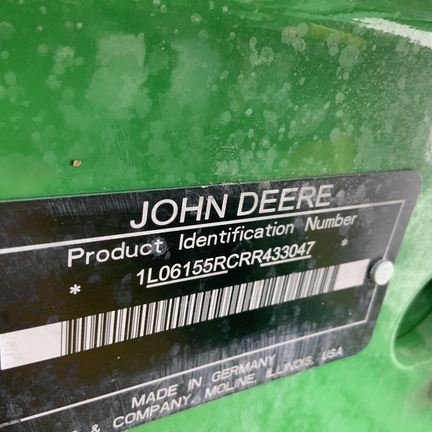 JOHN DEERE
Product Identification Number
* 1L06155RCRR433047 *
MADE IN GERMANY
& COMPANY, MOLINE, ILLINOIS, USA